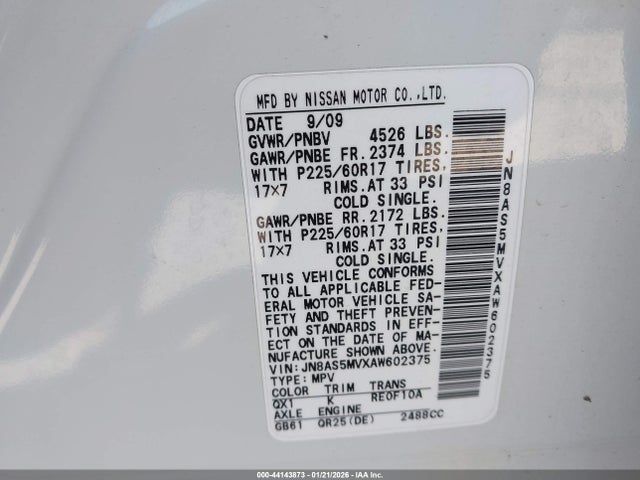 MFD BY NISSAN MOTOR CO.,LTD.
DATE 9/09
GVWR/PNBV 4526 LBS.
GAWR/PNBE FR. 2374 LBS.
WITH P225/60R17 TIRES,
17×7 RIMS.AT 33 PSI
COLD SINGLE.
GAWR/PNBE RR. 2172 LBS.
WITH P225/60R17 TIRES,
17×7 RIMS.AT 33 PSI
COLD SINGLE.
THIS VEHICLE CONFORMS
TO ALL APPLICABLE FED-
ERAL MOTOR VEHICLE SA-
FETY AND THEFT PREVEN-
TION STANDARDS IN EFF-
ECT ON THE DATE OF MA-
NUFACTURE SHOWN ABOVE.
VIN:JN8AS5MVXAW602375
TYPE:MPV
COLOR TRIM TRANS
QX1 K RE0F10A
AXLE ENGINE
GB61 QR25(DE) 2488CC
JN8AS5MVXAW602375
000-44143873 - 01/21/2026 - IAA, Inc.